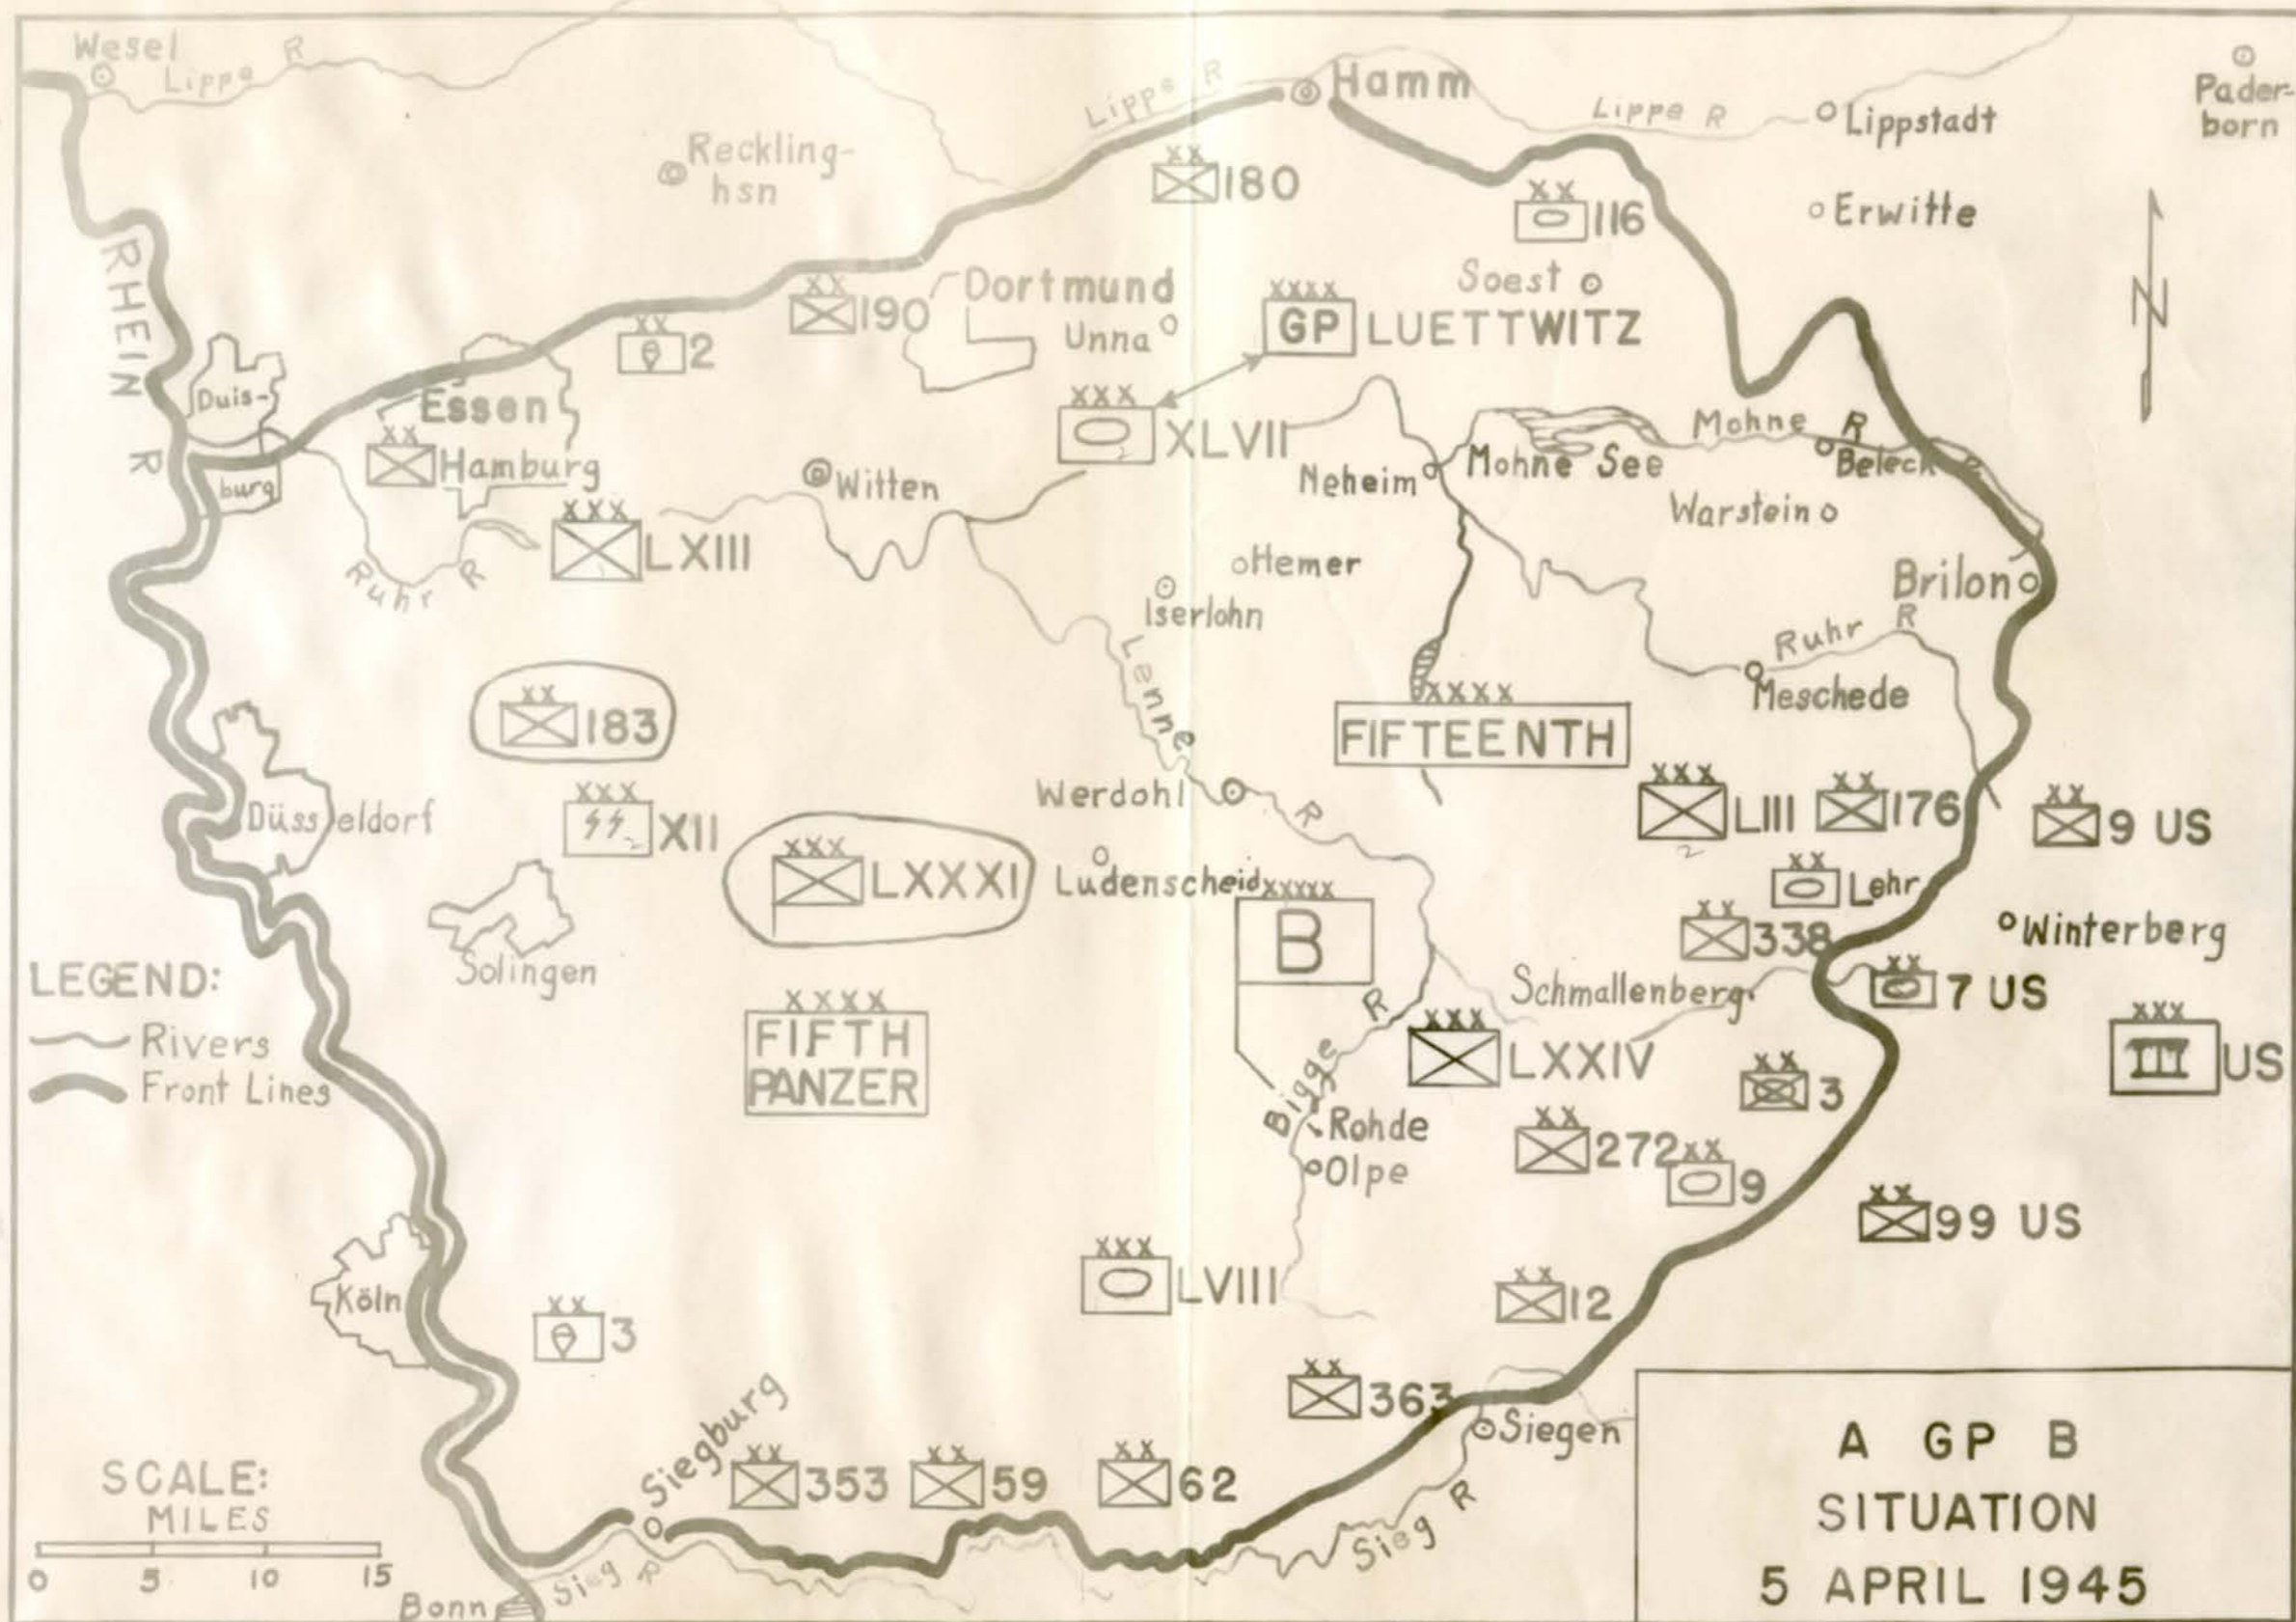 Wesel
Lippe R
Lippe R
Hamm
Lippe R
Lippstadt
Pader-
born
Reckling-
hsn
XX
180
XX
116
Erwitte
N
RHEIN R
XX
2
XX
190
Dortmund
Unna
XXXX
GP LUETTWITZ
Soest
Duis-
burg
Essen
XX
Hamburg
XXX
XLVII
Witten
Neheim
Mohne See
Mohne R
Beleck
Warstein
XXX
LXIII
Ruhr R
Hemer
Iserlohn
Brilon
Ruhr R
Meschede
Lenne R
XX
183
XXXX
FIFTEENTH
Düsseldorf
XXX
SS XII
Werdohl
XXX
LIII
XX
176
XX
9 US
XXX
LXXXI
Ludenscheid
XXXXX
B
XX
Lehr
XX
338
Winterberg
Solingen
Schmallenberg
XX
7 US
LEGEND:
Rivers
Front Lines
XXXX
FIFTH
PANZER
Bigge R
XXX
LXXIV
XX
3
XXX
III US
Rohde
Olpe
XX
272
XX
9
XX
99 US
Köln
XX
3
XXX
LVIII
XX
12
XX
363
Siegen
Siegburg
XX
353
XX
59
XX
62
Sieg R
Sieg R
Bonn
SCALE:
MILES
0 5 10 15
A GP B
SITUATION
5 APRIL 1945